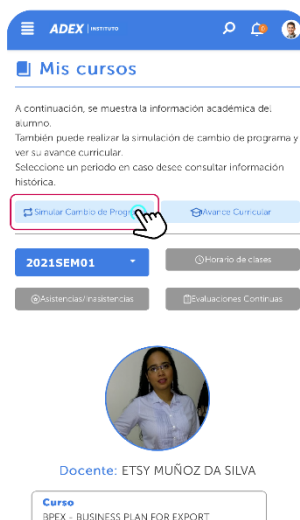 ADEX | INSTITUTO
Mis cursos
A continuación, se muestra la información académica del
alumno.
También puede realizar la simulación de cambio de programa y
ver su avance curricular.
Seleccione un periodo en caso desee consultar información
histórica.
Simular Cambio de Prog
Avance Curricular
2021SEM01
Horario de clases
Asistencias/Inasistencias
Evaluaciones Continuas
Docente: ETSY MUÑOZ DA SILVA
Curso
BPEX - BUSINESS PLAN FOR EXPORT